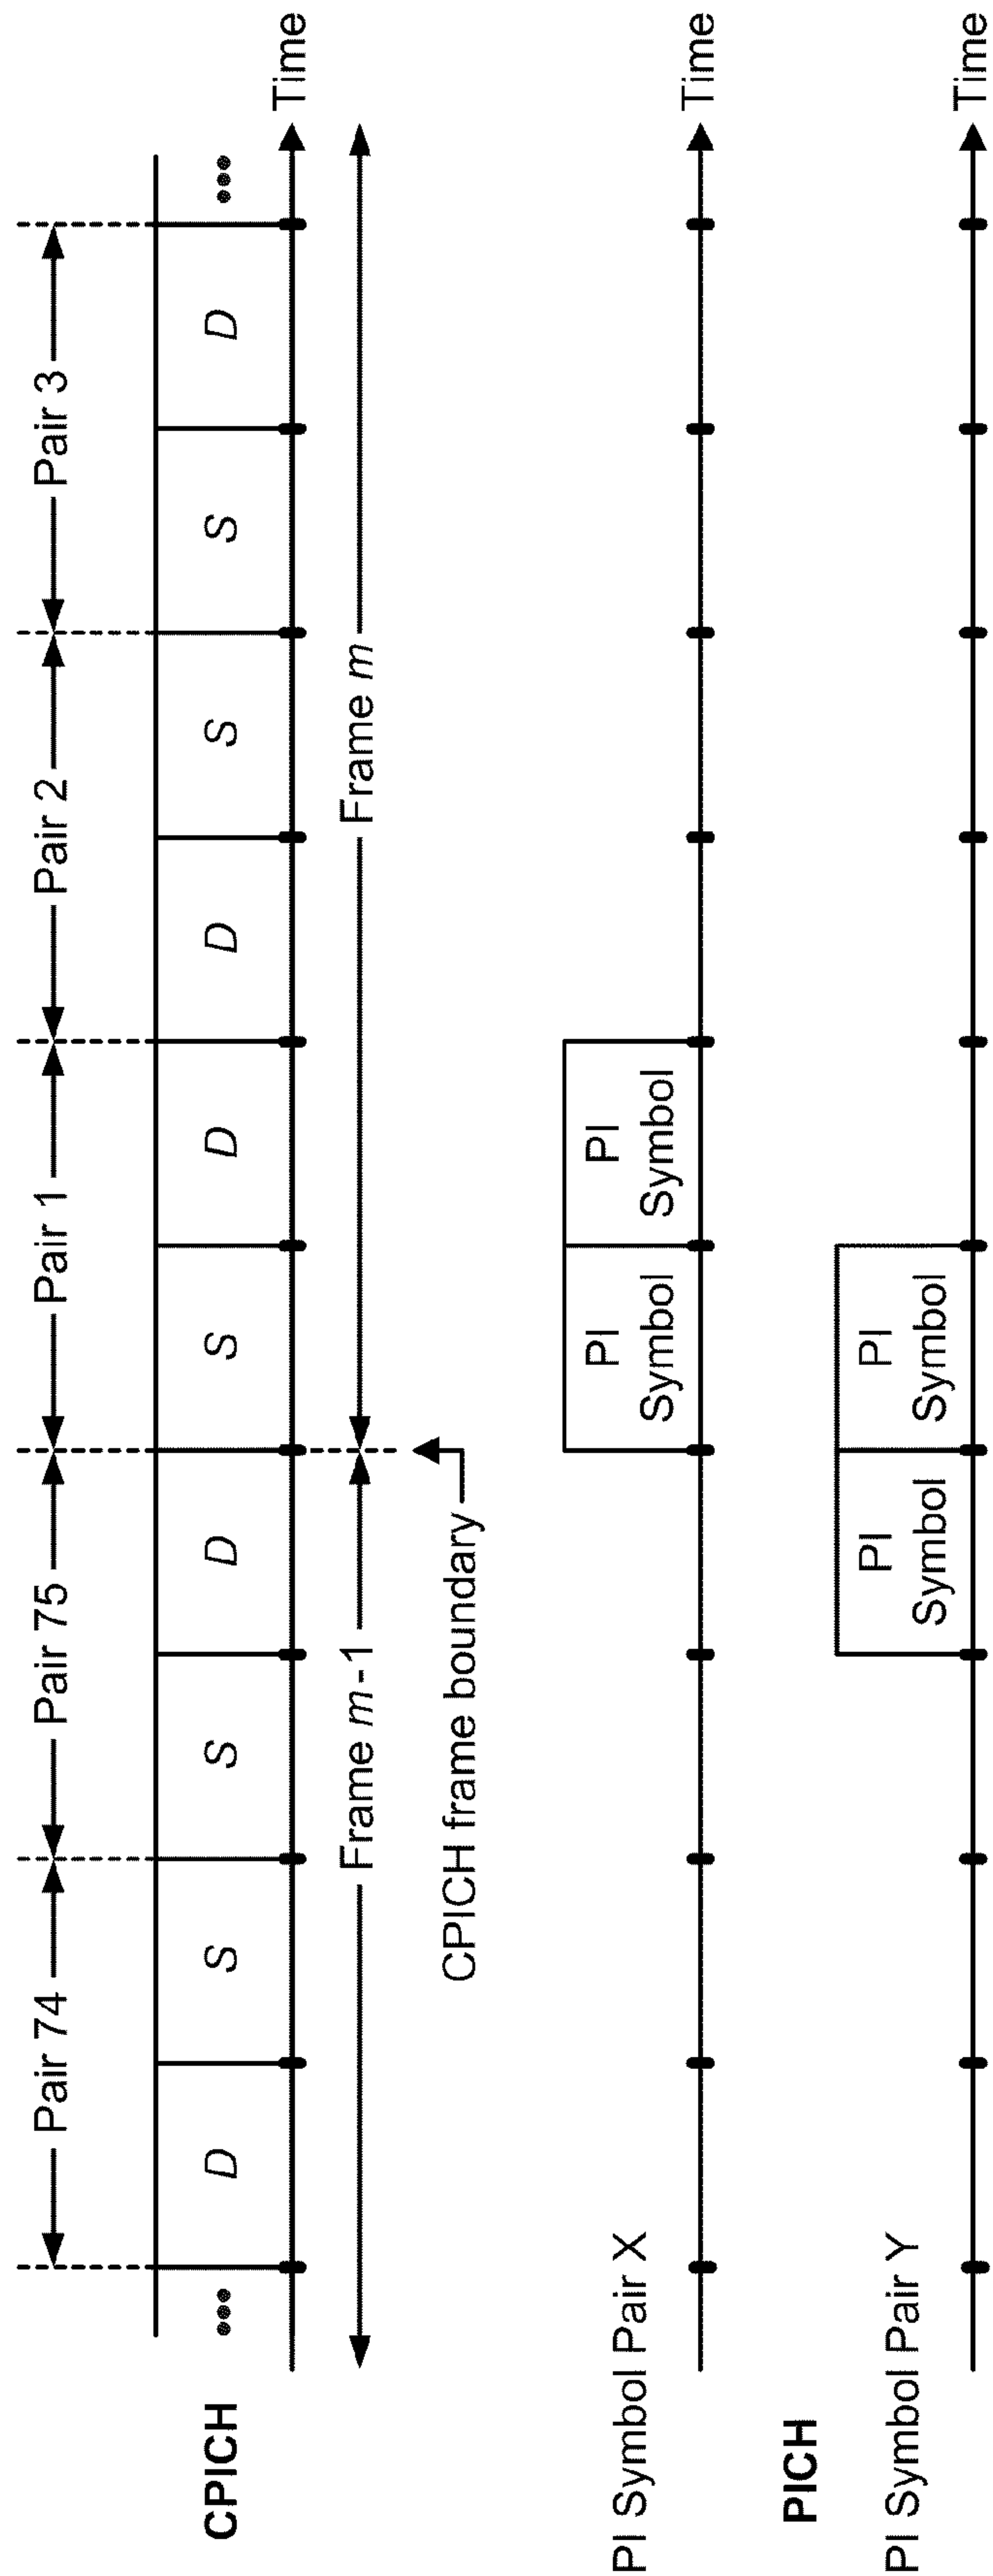 Pair 74
Pair 75
Pair 1
Pair 2
Pair 3
CPICH
•••
D
S
S
D
S
D
D
S
S
D
•••
Time
Frame m-1
Frame m
CPICH frame boundary
PI Symbol Pair X
PI
Symbol
PI
Symbol
Time
PICH
PI Symbol Pair Y
PI
Symbol
PI
Symbol
Time